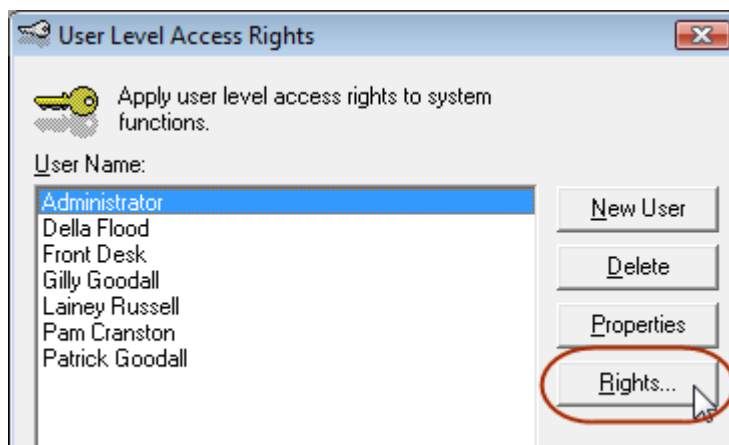 User Level Access Rights
Apply user level access rights to system
functions.
User Name:
Administrator
Della Flood
Front Desk
Gilly Goodall
Lainey Russell
Pam Cranston
Patrick Goodall
New User
Delete
Properties
Rights...